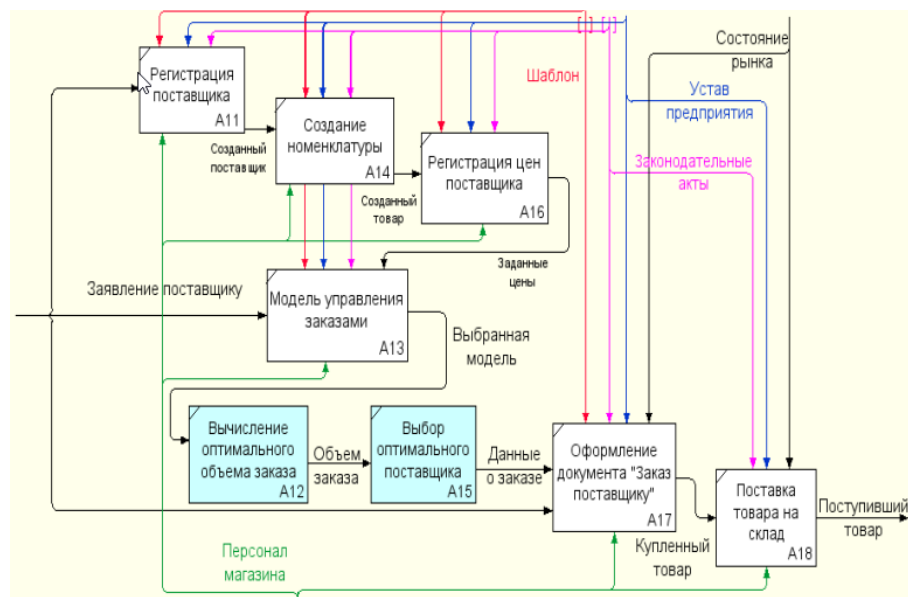 Состояние
рынка
Шаблон
Регистрация
поставщика
A11
Устав
предприятия
Создание
номенклатуры
A14
Созданный
поставщик
Регистрация цен
поставщика
A16
Законодательные
акты
Созданный
товар
Заданные
цены
Заявление поставщику
Модель управления
заказами
A13
Выбранная
модель
Вычисление
оптимального
объема заказа
A12
Объем
заказа
Выбор
оптимального
поставщика
A15
Данные
о заказе
Оформление
документа "Заказ
поставщику"
A17
Поставка
товара на
склад
A18
Поступивший
товар
Купленный
товар
Персонал
магазина